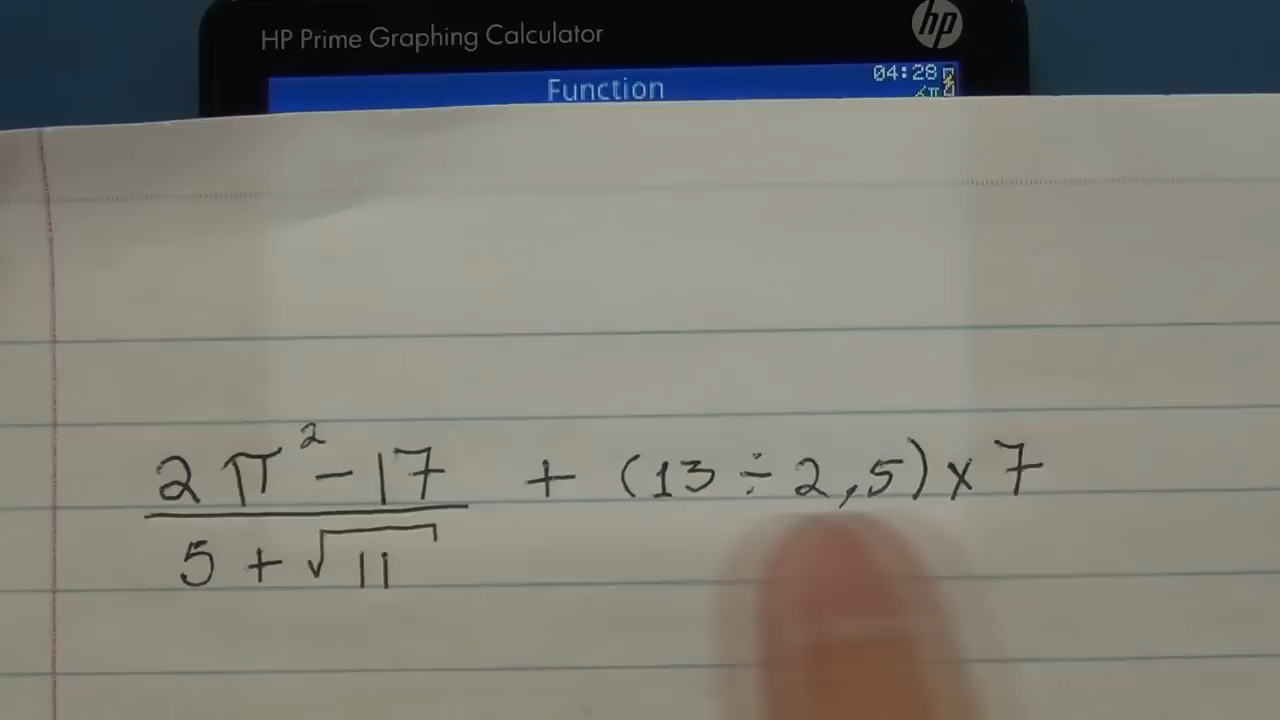 HP Prime Graphing Calculator
hp
Function
04:28
∡π
2π² - 17 + (13 ÷ 2,5) x 7
5 + √11